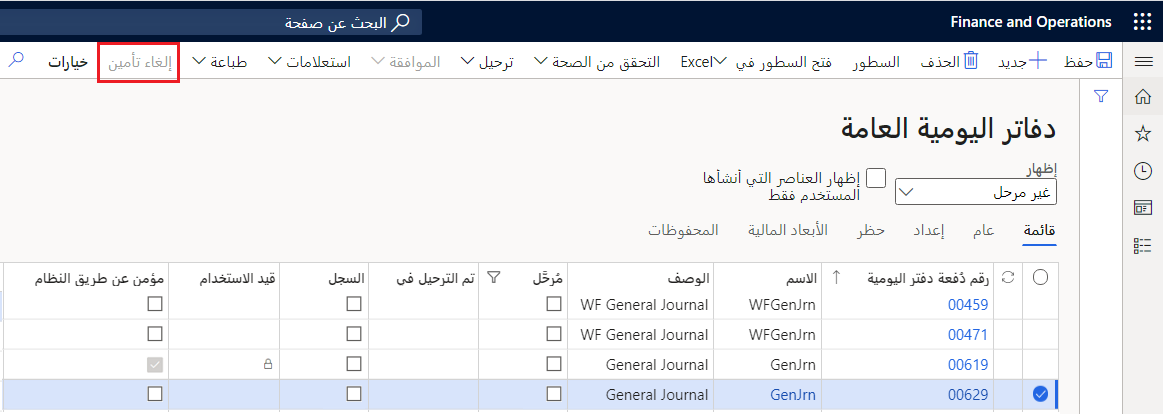 Finance and Operations
البحث عن صفحة
حفظ
جديد
الحذف
السطور
فتح السطور في Excel
التحقق من الصحة
ترحيل
الموافقة
استعلامات
طباعة
إلغاء تأمين
خيارات
دفاتر اليومية العامة
إظهار
غير مرحل
إظهار العناصر التي أنشأها
المستخدم فقط
قائمة عام إعداد حظر الأبعاد المالية المحفوظات
رقم دُفعة دفتر اليومية الاسم الوصف مُرحَّل تم الترحيل في السجل قيد الاستخدام مؤمن عن طريق النظام
00459 WFGenJrn WF General Journal
00471 WFGenJrn WF General Journal
00619 GenJrn General Journal
00629 GenJrn General Journal